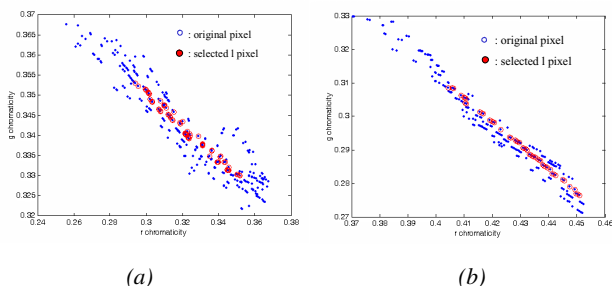 0.37
0.365
0.36
0.355
0.35
0.345
0.34
0.335
0.33
0.325
0.32
g chromaticity
: original pixel
: selected l pixel
0.24 0.26 0.28 0.3 0.32 0.34 0.36 0.38
r chromaticity
(a)
0.33
0.32
0.31
0.3
0.29
0.28
0.27
g chromaticity
: original pixel
: selected l pixel
0.37 0.38 0.39 0.4 0.41 0.42 0.43 0.44 0.45 0.46
r chromaticity
(b)